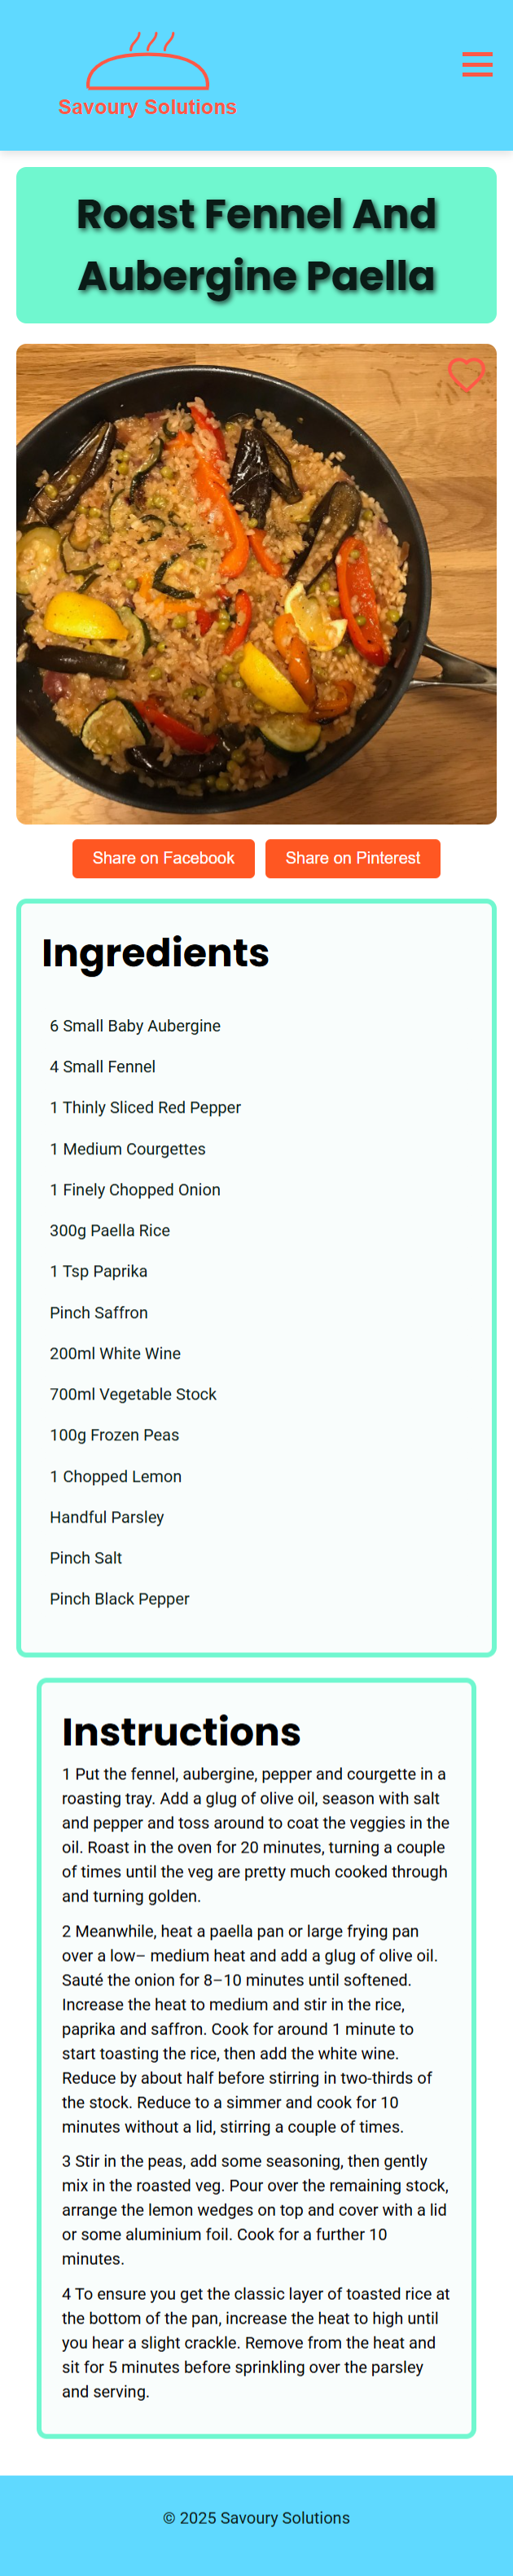 Savoury Solutions
Roast Fennel And
Aubergine Paella
Share on Facebook
Share on Pinterest
Ingredients
6 Small Baby Aubergine
4 Small Fennel
1 Thinly Sliced Red Pepper
1 Medium Courgettes
1 Finely Chopped Onion
300g Paella Rice
1 Tsp Paprika
Pinch Saffron
200ml White Wine
700ml Vegetable Stock
100g Frozen Peas
1 Chopped Lemon
Handful Parsley
Pinch Salt
Pinch Black Pepper
Instructions
1 Put the fennel, aubergine, pepper and courgette in a
roasting tray. Add a glug of olive oil, season with salt
and pepper and toss around to coat the veggies in the
oil. Roast in the oven for 20 minutes, turning a couple
of times until the veg are pretty much cooked through
and turning golden.
2 Meanwhile, heat a paella pan or large frying pan
over a low– medium heat and add a glug of olive oil.
Sauté the onion for 8–10 minutes until softened.
Increase the heat to medium and stir in the rice,
paprika and saffron. Cook for around 1 minute to
start toasting the rice, then add the white wine.
Reduce by about half before stirring in two-thirds of
the stock. Reduce to a simmer and cook for 10
minutes without a lid, stirring a couple of times.
3 Stir in the peas, add some seasoning, then gently
mix in the roasted veg. Pour over the remaining stock,
arrange the lemon wedges on top and cover with a lid
or some aluminium foil. Cook for a further 10
minutes.
4 To ensure you get the classic layer of toasted rice at
the bottom of the pan, increase the heat to high until
you hear a slight crackle. Remove from the heat and
sit for 5 minutes before sprinkling over the parsley
and serving.
© 2025 Savoury Solutions